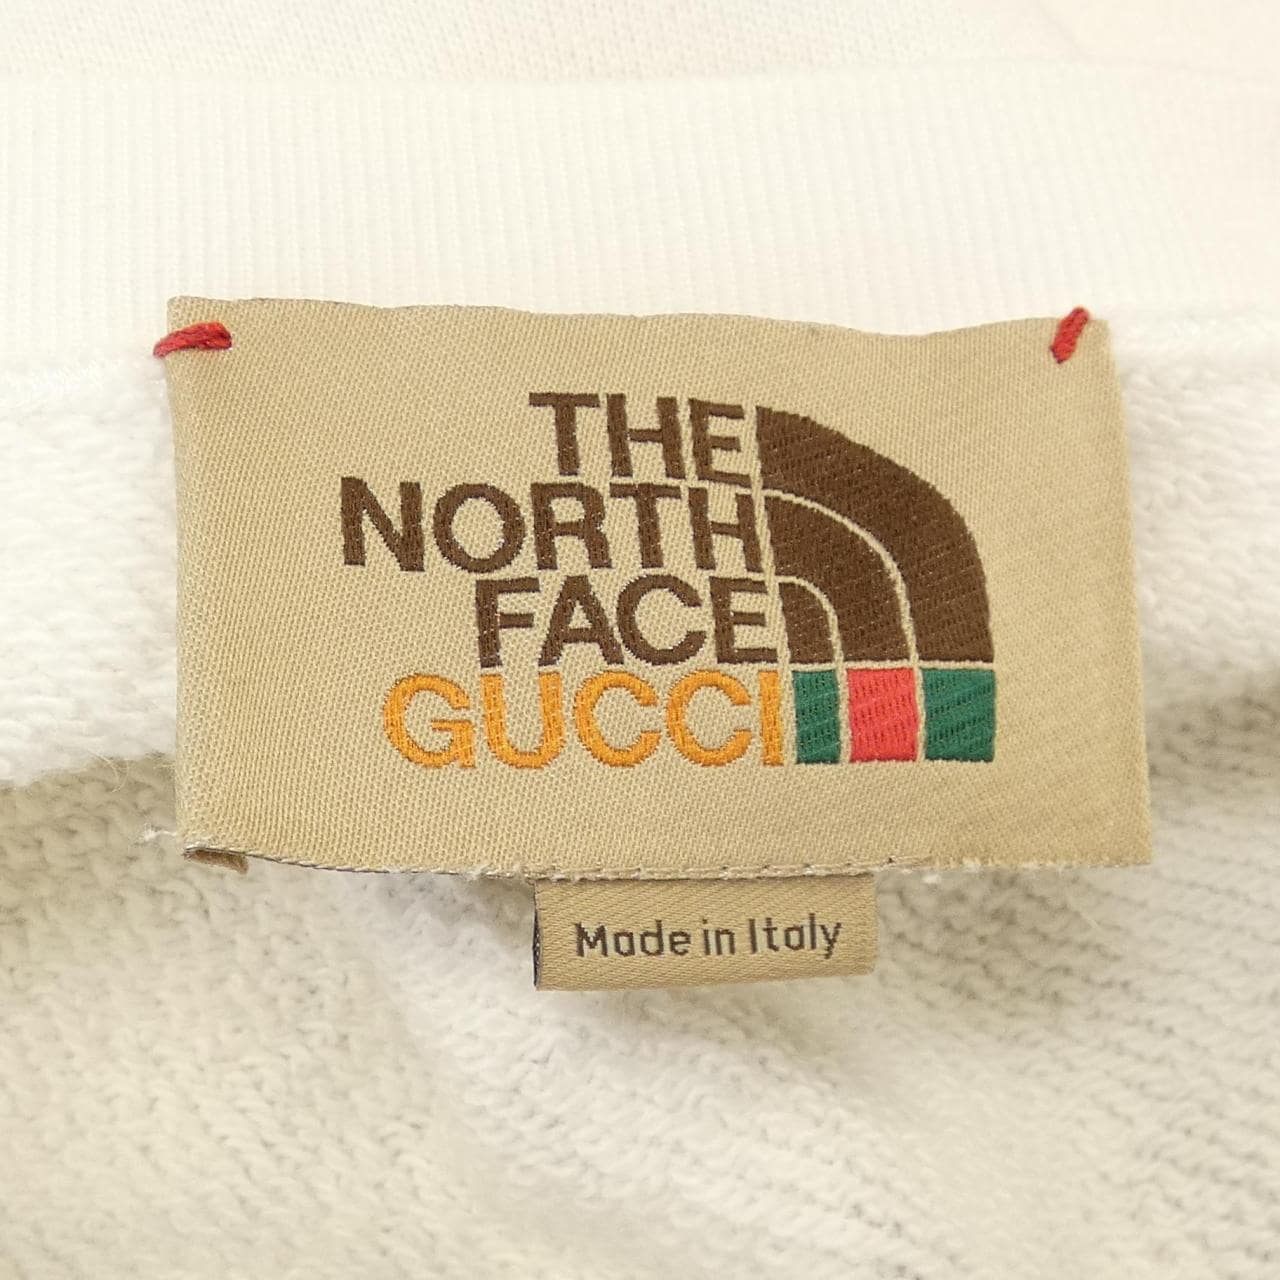 THE
NORTH
FACE
GUCCI
Made in Italy